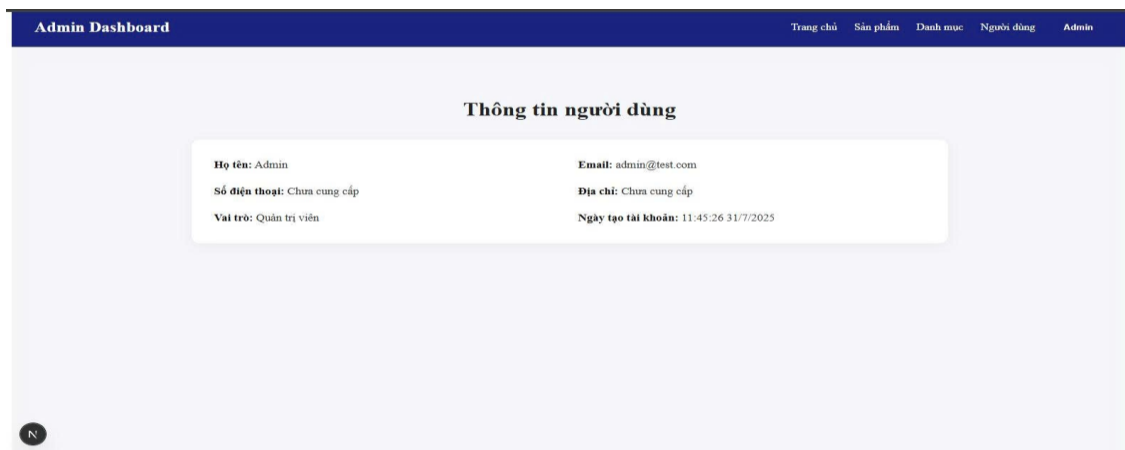 Admin Dashboard Trang chủ Sản phẩm Danh mục Người dùng Admin
Thông tin người dùng
Họ tên: Admin Email: admin@test.com
Số điện thoại: Chưa cung cấp Địa chỉ: Chưa cung cấp
Vai trò: Quản trị viên Ngày tạo tài khoản: 11:45:26 31/7/2025
N